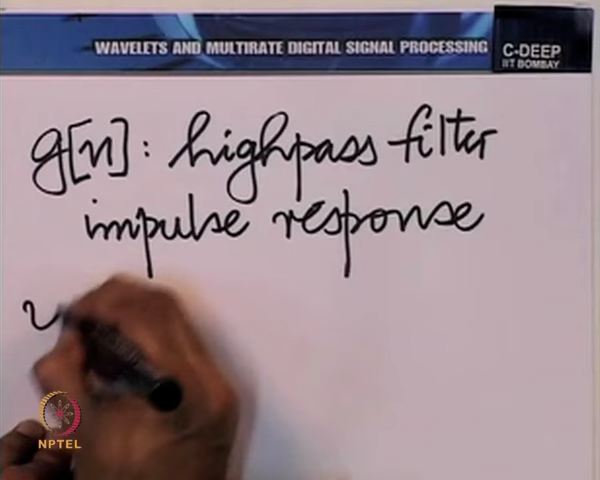 WAVELETS AND MULTIRATE DIGITAL SIGNAL PROCESSING
C-DEEP
IIT BOMBAY
g[n]: highpass filter
impulse response
NPTEL